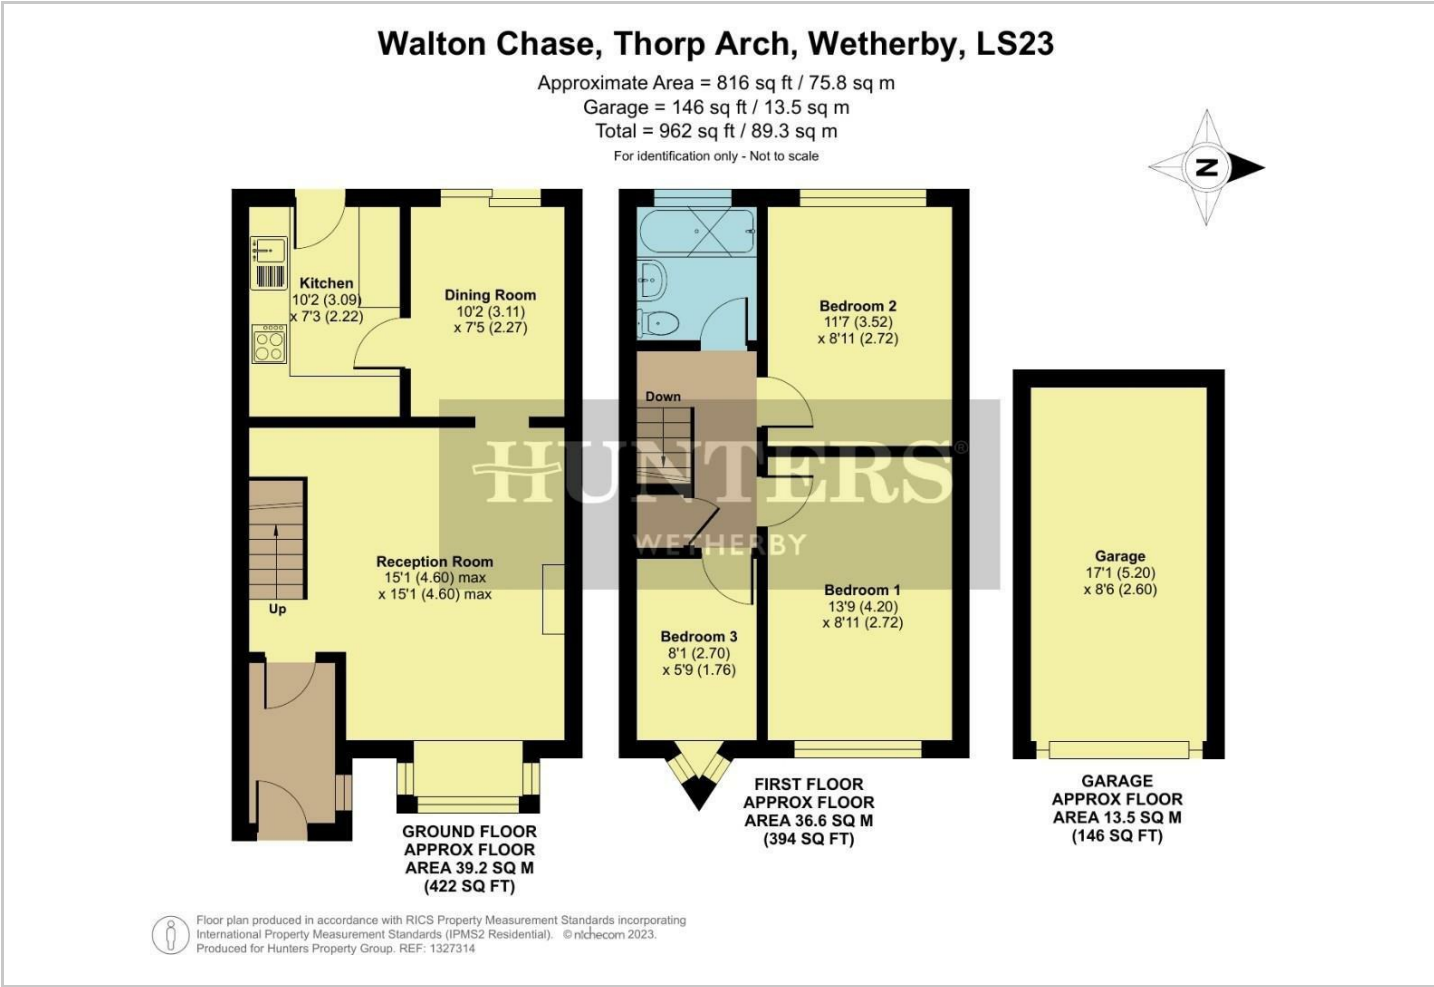 Walton Chase, Thorp Arch, Wetherby, LS23
Approximate Area = 816 sq ft / 75.8 sq m
Garage = 146 sq ft / 13.5 sq m
Total = 962 sq ft / 89.3 sq m
For identification only - Not to scale
N
Kitchen
10'2 (3.09)
x 7'3 (2.22)
Dining Room
10'2 (3.11)
x 7'5 (2.27)
Reception Room
15'1 (4.60) max
x 15'1 (4.60) max
Up
GROUND FLOOR
APPROX FLOOR
AREA 39.2 SQ M
(422 SQ FT)
Bedroom 2
11'7 (3.52)
x 8'11 (2.72)
Down
HUNTERS®
WETHERBY
Bedroom 1
13'9 (4.20)
x 8'11 (2.72)
Bedroom 3
8'1 (2.70)
x 5'9 (1.76)
FIRST FLOOR
APPROX FLOOR
AREA 36.6 SQ M
(394 SQ FT)
Garage
17'1 (5.20)
x 8'6 (2.60)
GARAGE
APPROX FLOOR
AREA 13.5 SQ M
(146 SQ FT)
Floor plan produced in accordance with RICS Property Measurement Standards incorporating
International Property Measurement Standards (IPMS2 Residential). © nichecom 2023.
Produced for Hunters Property Group. REF: 1327314